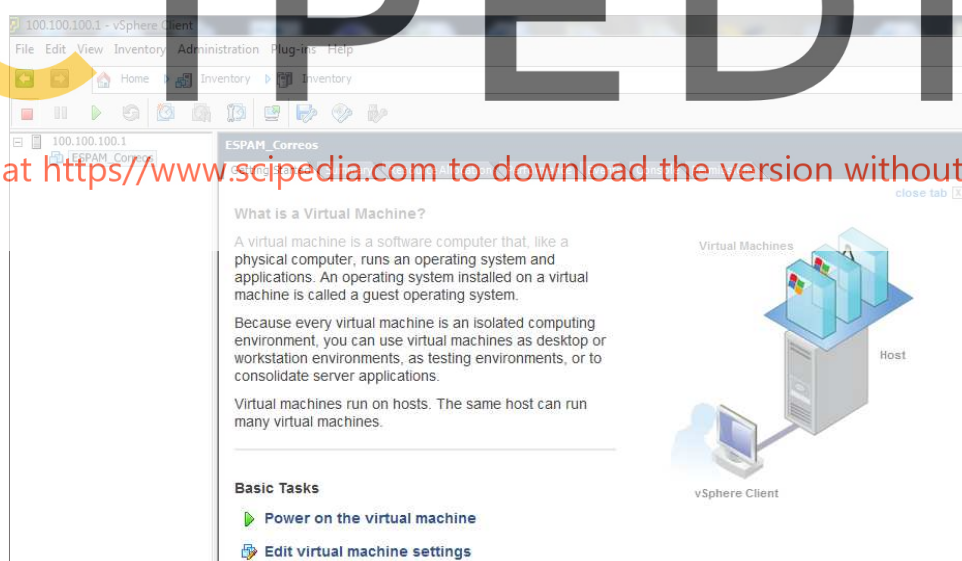 IPEDI
100.100.100.1 - vSphere Client
File Edit View Inventory Administration Plug-ins Help
Home Inventory Inventory
100.100.100.1
ESPAM_Correos
ESPAM_Correos
at https//www.scipedia.com to download the version without
Getting Started
close tab
What is a Virtual Machine?
A virtual machine is a software computer that, like a
physical computer, runs an operating system and
applications. An operating system installed on a virtual
machine is called a guest operating system.
Because every virtual machine is an isolated computing
environment, you can use virtual machines as desktop or
workstation environments, as testing environments, or to
consolidate server applications.
Virtual machines run on hosts. The same host can run
many virtual machines.
Virtual Machines
Host
vSphere Client
Basic Tasks
Power on the virtual machine
Edit virtual machine settings